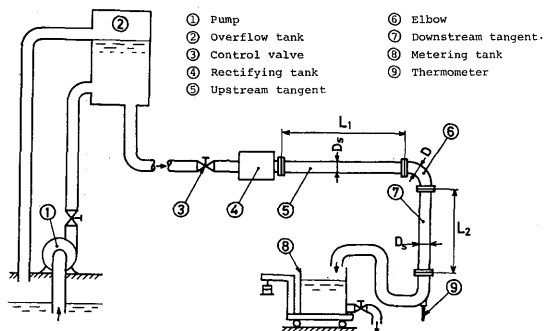 ① Pump
② Overflow tank
③ Control valve
④ Rectifying tank
⑤ Upstream tangent
⑥ Elbow
⑦ Downstream tangent.
⑧ Metering tank
⑨ Thermometer
②
L₁
Dₛ
D
⑥
①
③
④
⑤
⑦
L₂
⑧
Dₛ
⑨